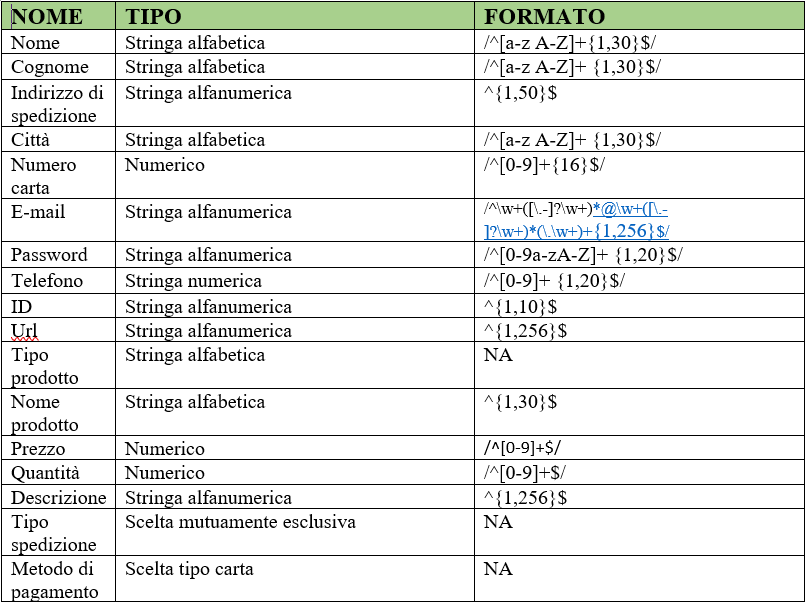 NOME TIPO FORMATO
Nome Stringa alfabetica /^[a-z A-Z]+{1,30}$/
Cognome Stringa alfabetica /^[a-z A-Z]+ {1,30}$/
Indirizzo di Stringa alfanumerica ^{1,50}$
spedizione
Città Stringa alfabetica /^[a-z A-Z]+ {1,30}$/
Numero Numerico /^[0-9]+{16}$/
carta
E-mail Stringa alfanumerica /^\w+([\.-]?\w+)*@\w+([\.-
]?\w+)*(\.\w+)+{1,256}$/
Password Stringa alfanumerica /^[0-9a-zA-Z]+ {1,20}$/
Telefono Stringa numerica /^[0-9]+ {1,20}$/
ID Stringa alfanumerica ^{1,10}$
Url Stringa alfanumerica ^{1,256}$
Tipo Stringa alfabetica NA
prodotto
Nome Stringa alfabetica ^{1,30}$
prodotto
Prezzo Numerico /^[0-9]+$/
Quantità Numerico /^[0-9]+$/
Descrizione Stringa alfanumerica ^{1,256}$
Tipo Scelta mutuamente esclusiva NA
spedizione
Metodo di Scelta tipo carta NA
pagamento